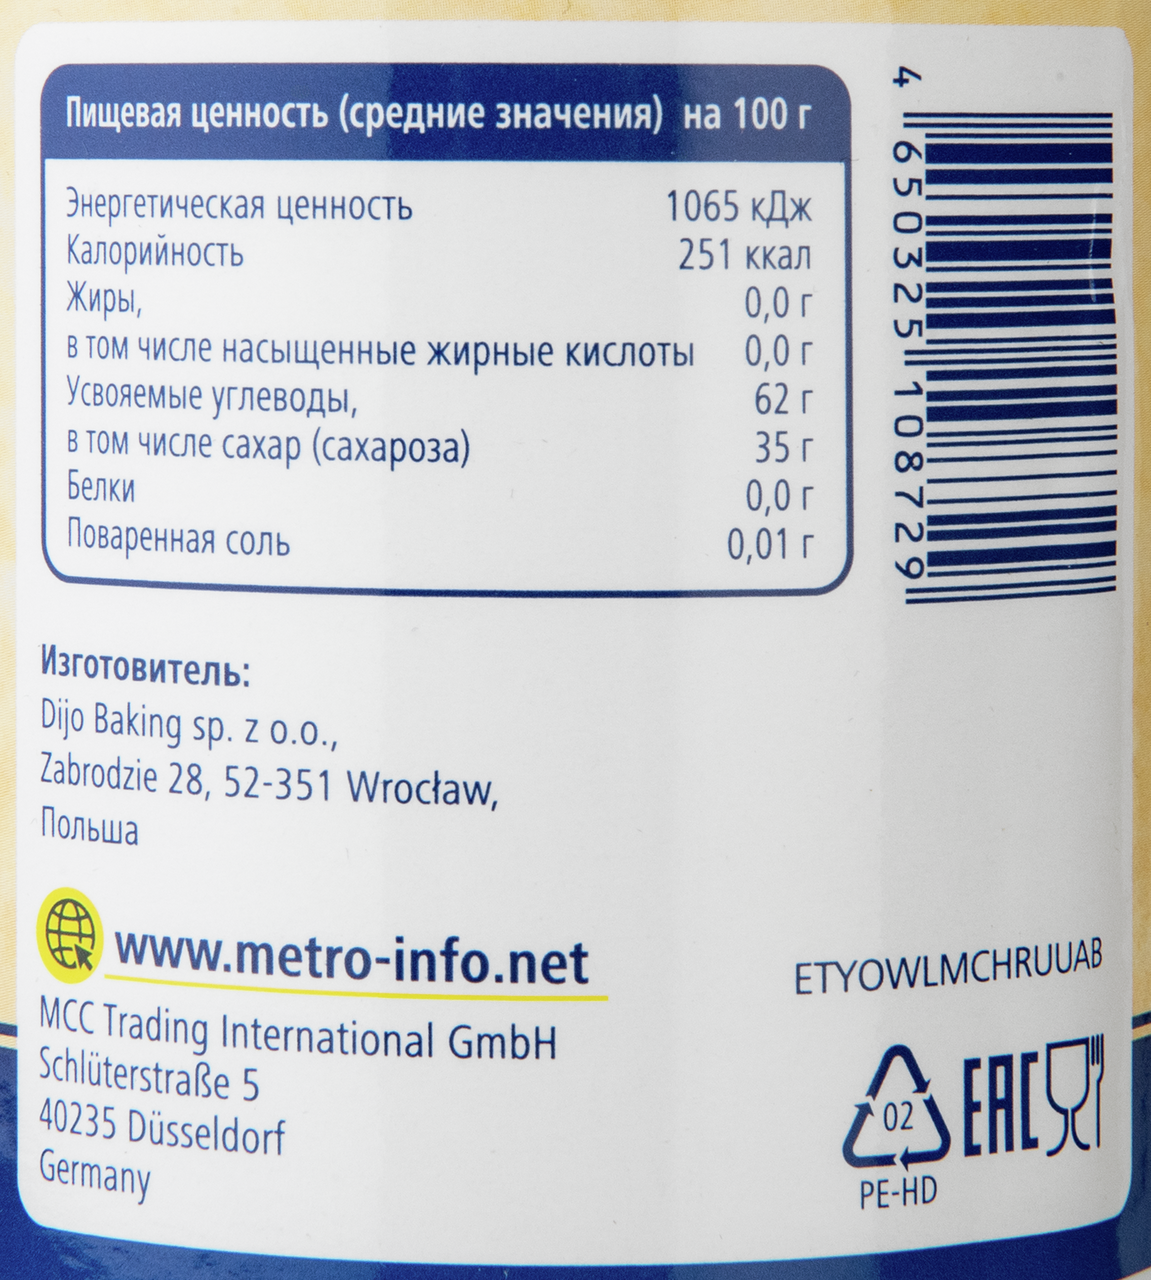 Пищевая ценность (средние значения) на 100 г
Энергетическая ценность 1065 кДж
Калорийность 251 ккал
Жиры, 0,0 г
в том числе насыщенные жирные кислоты 0,0 г
Усвояемые углеводы, 62 г
в том числе сахар (сахароза) 35 г
Белки 0,0 г
Поваренная соль 0,01 г
4 650325 108729
Изготовитель:
Dijo Baking sp. z o.o.,
Zabrodzie 28, 52-351 Wrocław,
Польша
www.metro-info.net
MCC Trading International GmbH
Schlüterstraße 5
40235 Düsseldorf
Germany
ETYOWLMCHRUUAB
02
PE-HD
EAC